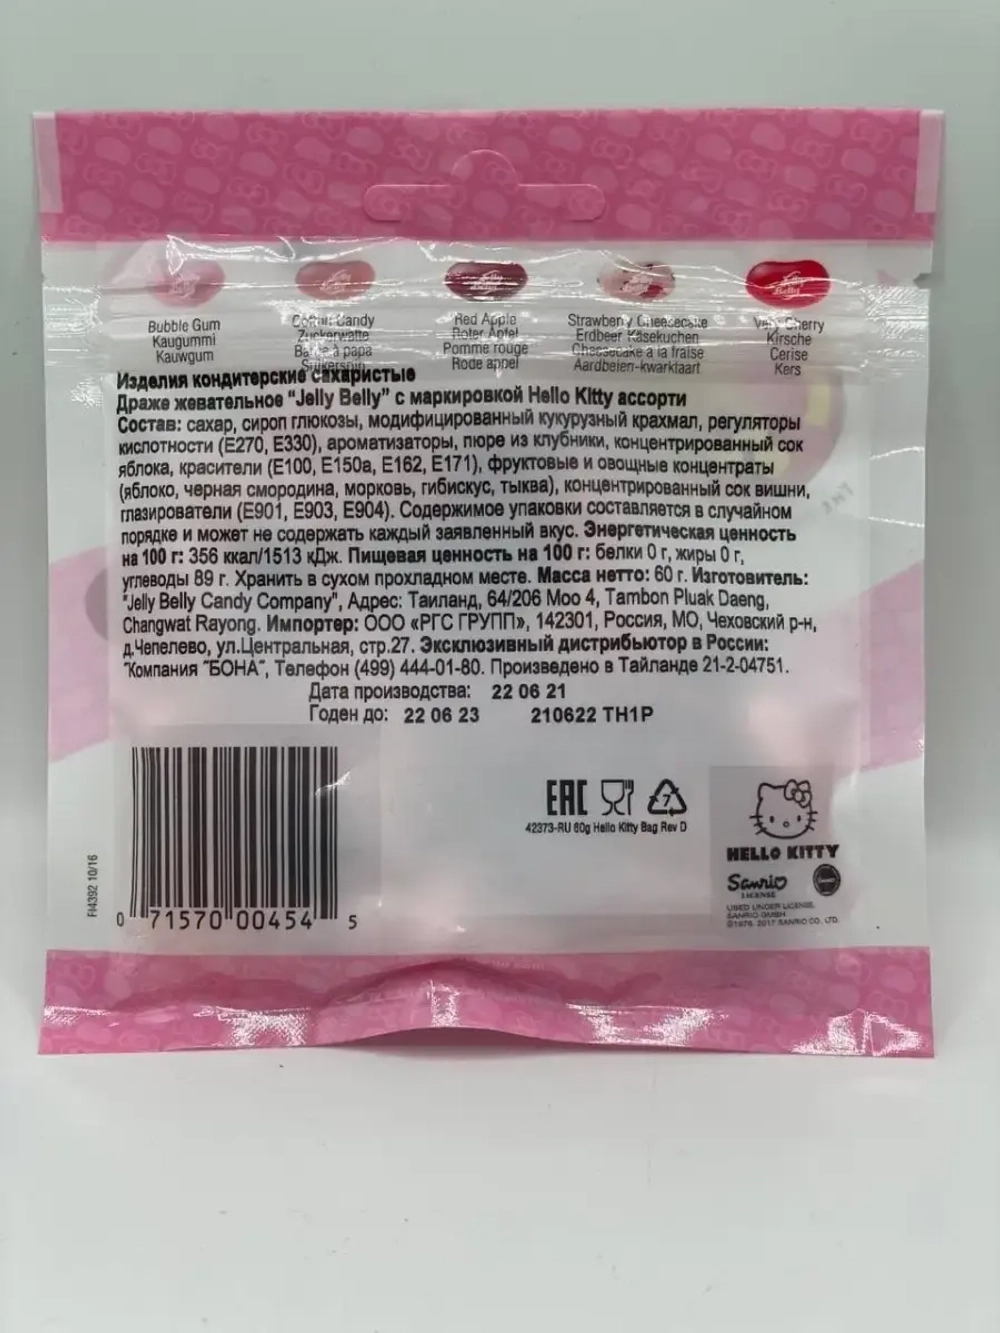 Bubble Gum
Kaugummi
Kauwgum
Cotton Candy
Zuckerwatte
Barbe à papa
Suikerspin
Red Apple
Roter Apfel
Pomme rouge
Rode appel
Strawberry Cheesecake
Erdbeer Käsekuchen
Cheesecake à la fraise
Aardbeien-kwarktaart
Very Cherry
Kirsche
Cerise
Kers
Изделия кондитерские сахаристые
Драже жевательное "Jelly Belly" с маркировкой Hello Kitty ассорти
Состав: сахар, сироп глюкозы, модифицированный кукурузный крахмал, регуляторы
кислотности (Е270, Е330), ароматизаторы, пюре из клубники, концентрированный сок
яблока, красители (Е100, Е150а, Е162, Е171), фруктовые и овощные концентраты
(яблоко, черная смородина, морковь, гибискус, тыква), концентрированный сок вишни,
глазирователи (Е901, Е903, Е904). Содержимое упаковки составляется в случайном
порядке и может не содержать каждый заявленный вкус. Энергетическая ценность
на 100 г: 356 ккал/1513 кДж. Пищевая ценность на 100 г: белки 0 г, жиры 0 г,
углеводы 89 г. Хранить в сухом прохладном месте. Масса нетто: 60 г. Изготовитель:
"Jelly Belly Candy Company", Адрес: Таиланд, 64/206 Moo 4, Tambon Pluak Daeng,
Changwat Rayong. Импортер: ООО «РГС ГРУПП», 142301, Россия, МО, Чеховский р-н,
д.Чепелево, ул.Центральная, стр.27. Эксклюзивный дистрибьютор в России:
"Компания "БОНА", Телефон (499) 444-01-80. Произведено в Тайланде 21-2-04751.
Дата производства: 22 06 21
Годен до: 22 06 23 210622 TH1P
EAC
7
42373-RU 60g Hello Kitty Bag Rev D
FI4392 10/16
0 71570 00454 5
HELLO KITTY
Sanrio
LICENSE
USED UNDER LICENSE.
SANRIO GMBH
©1976, 2017 SANRIO CO. LTD.